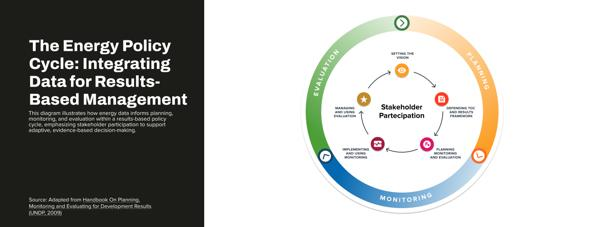 The Energy Policy
Cycle: Integrating
Data for Results-
Based Management
This diagram illustrates how energy data informs planning,
monitoring, and evaluation within a results-based policy
cycle, emphasizing stakeholder participation to support
adaptive, evidence-based decision-making.
Source: Adapted from Handbook On Planning,
Monitoring and Evaluating for Development Results
(UNDP, 2009)
EVALUATION
PLANNING
MONITORING
SETTING THE
VISION
DEFENDING TOC
AND RESULTS
FRAMEWORK
PLANNING
MONITORING
AND EVALUATION
IMPLEMENTING
AND USING
MONITORING
MANAGING
AND USING
EVALUATION
Stakeholder
Partecipation